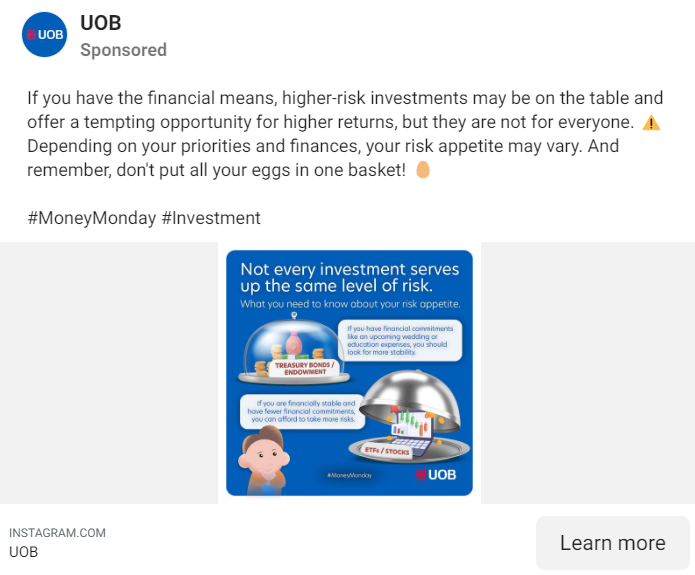 UOB
UOB
Sponsored
If you have the financial means, higher-risk investments may be on the table and
offer a tempting opportunity for higher returns, but they are not for everyone. ⚠️
Depending on your priorities and finances, your risk appetite may vary. And
remember, don't put all your eggs in one basket! 🥚
#MoneyMonday #Investment
Not every investment serves
up the same level of risk.
What you need to know about your risk appetite.
If you have financial commitments
like an upcoming wedding or
education expenses, you should
look for more stability.
TREASURY BONDS /
ENDOWMENT
If you are financially stable and
have fewer financial commitments,
you can afford to take more risks.
ETFs / STOCKS
#MoneyMonday
UOB
INSTAGRAM.COM
UOB
Learn more